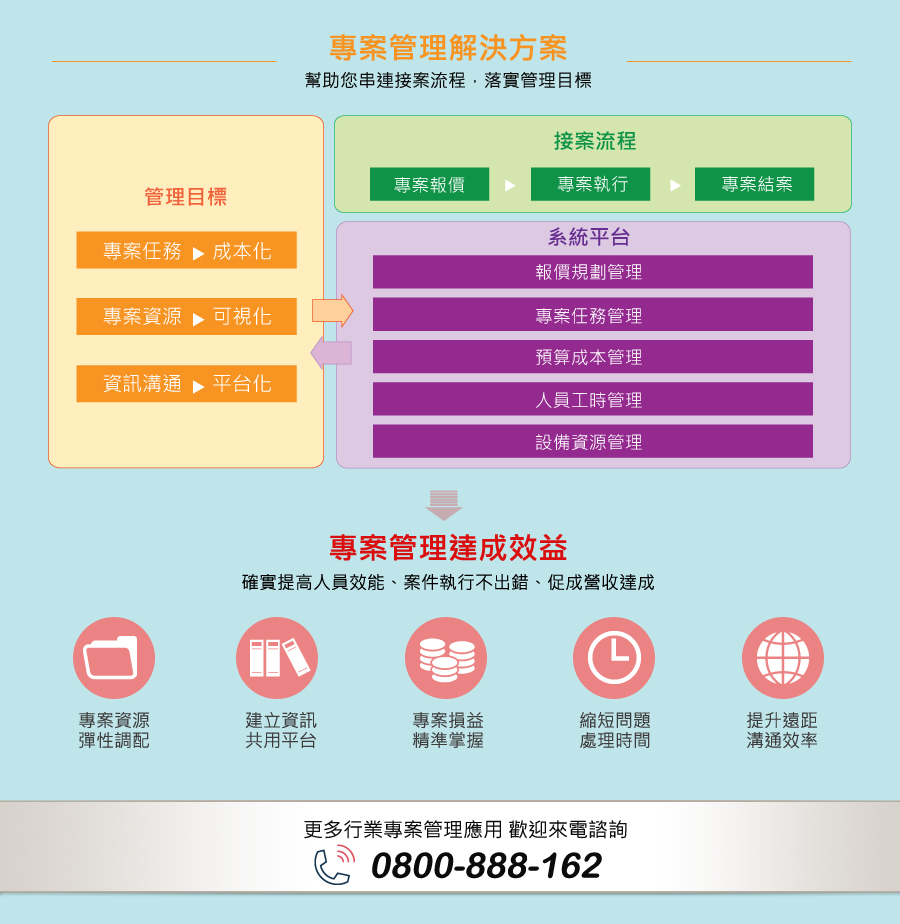 專案管理解決方案
幫助您串連接案流程，落實管理目標
管理目標
專案任務 ▶ 成本化
專案資源 ▶ 可視化
資訊溝通 ▶ 平台化
接案流程
專案報價 ▶ 專案執行 ▶ 專案結案
系統平台
報價規劃管理
專案任務管理
預算成本管理
人員工時管理
設備資源管理
專案管理達成效益
確實提高人員效能、案件執行不出錯、促成營收達成
專案資源
彈性調配
建立資訊
共用平台
專案損益
精準掌握
縮短問題
處理時間
提升遠距
溝通效率
更多行業專案管理應用 歡迎來電諮詢
0800-888-162